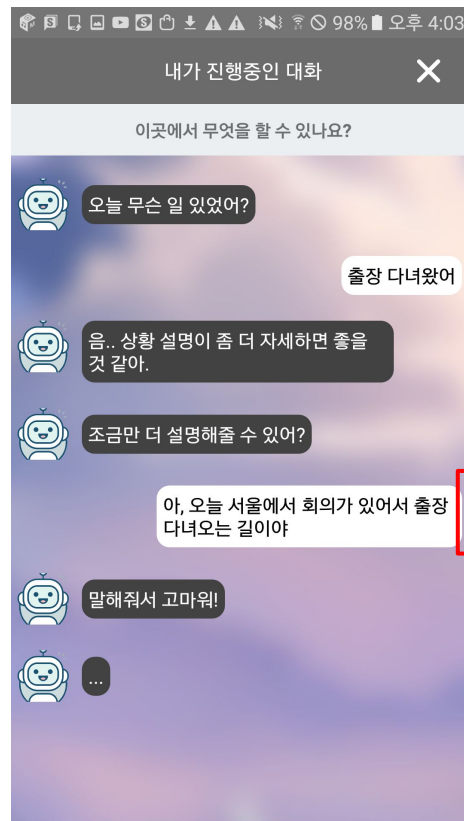 98% 오후 4:03
내가 진행중인 대화
이곳에서 무엇을 할 수 있나요?
오늘 무슨 일 있었어?
출장 다녀왔어
음.. 상황 설명이 좀 더 자세하면 좋을
것 같아.
조금만 더 설명해줄 수 있어?
아, 오늘 서울에서 회의가 있어서 출장
다녀오는 길이야
말해줘서 고마워!
...